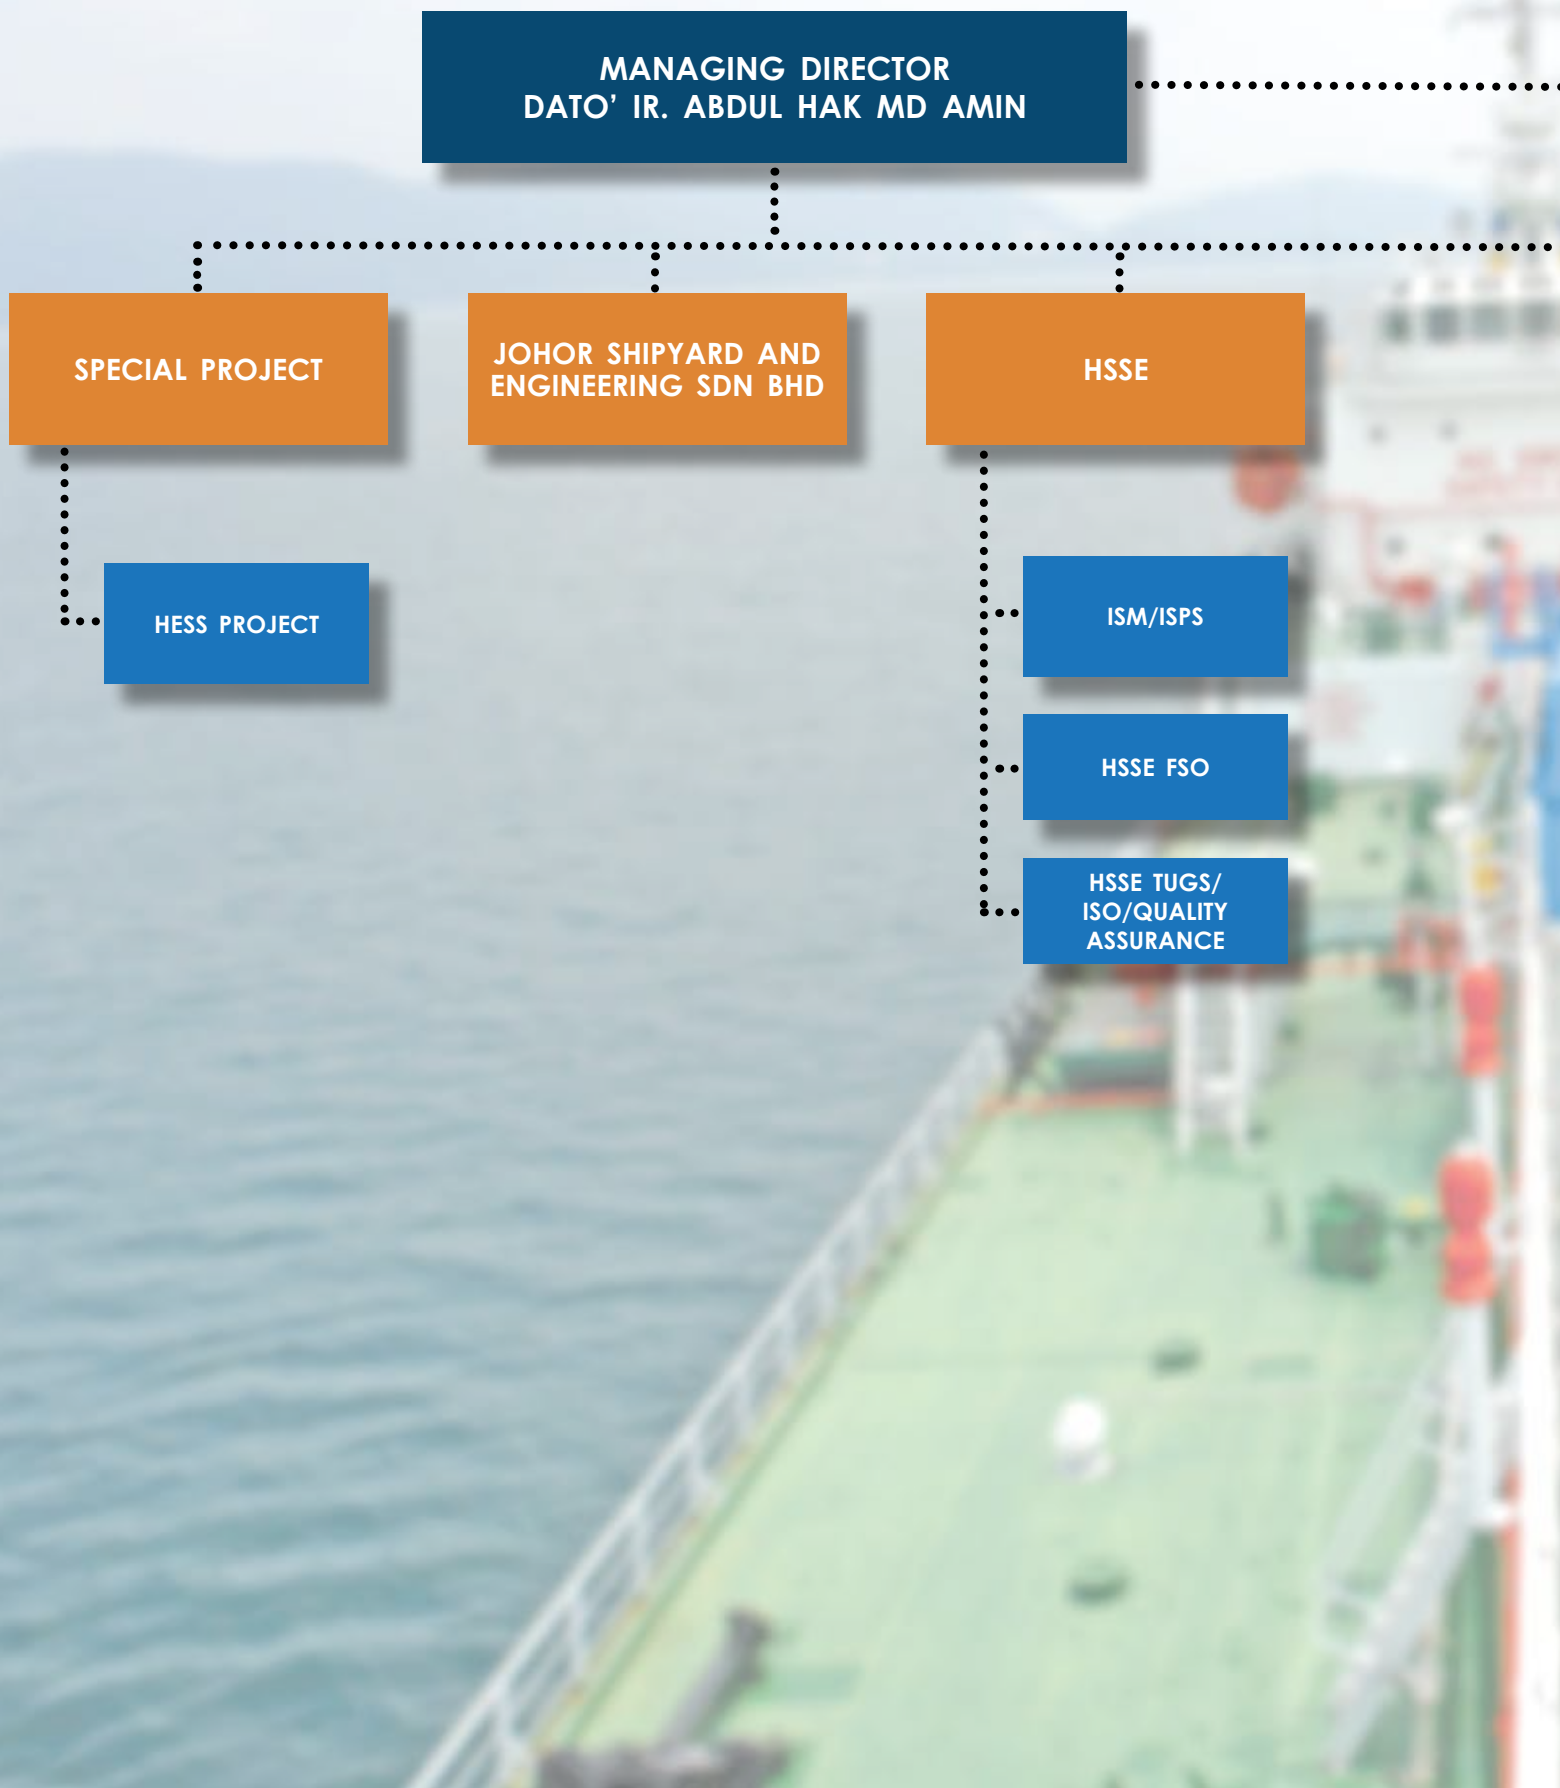 MANAGING DIRECTOR
DATO’ IR. ABDUL HAK MD AMIN
SPECIAL PROJECT
JOHOR SHIPYARD AND
ENGINEERING SDN BHD
HSSE
HESS PROJECT
ISM/ISPS
HSSE FSO
HSSE TUGS/
ISO/QUALITY
ASSURANCE